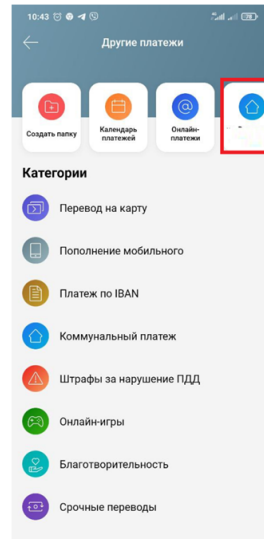 10:43
78
Другие платежи
Создать папку
Календарь
платежей
Онлайн-
платежи
Категории
Перевод на карту
Пополнение мобильного
Платеж по IBAN
Коммунальный платеж
Штрафы за нарушение ПДД
Онлайн-игры
Благотворительность
Срочные переводы